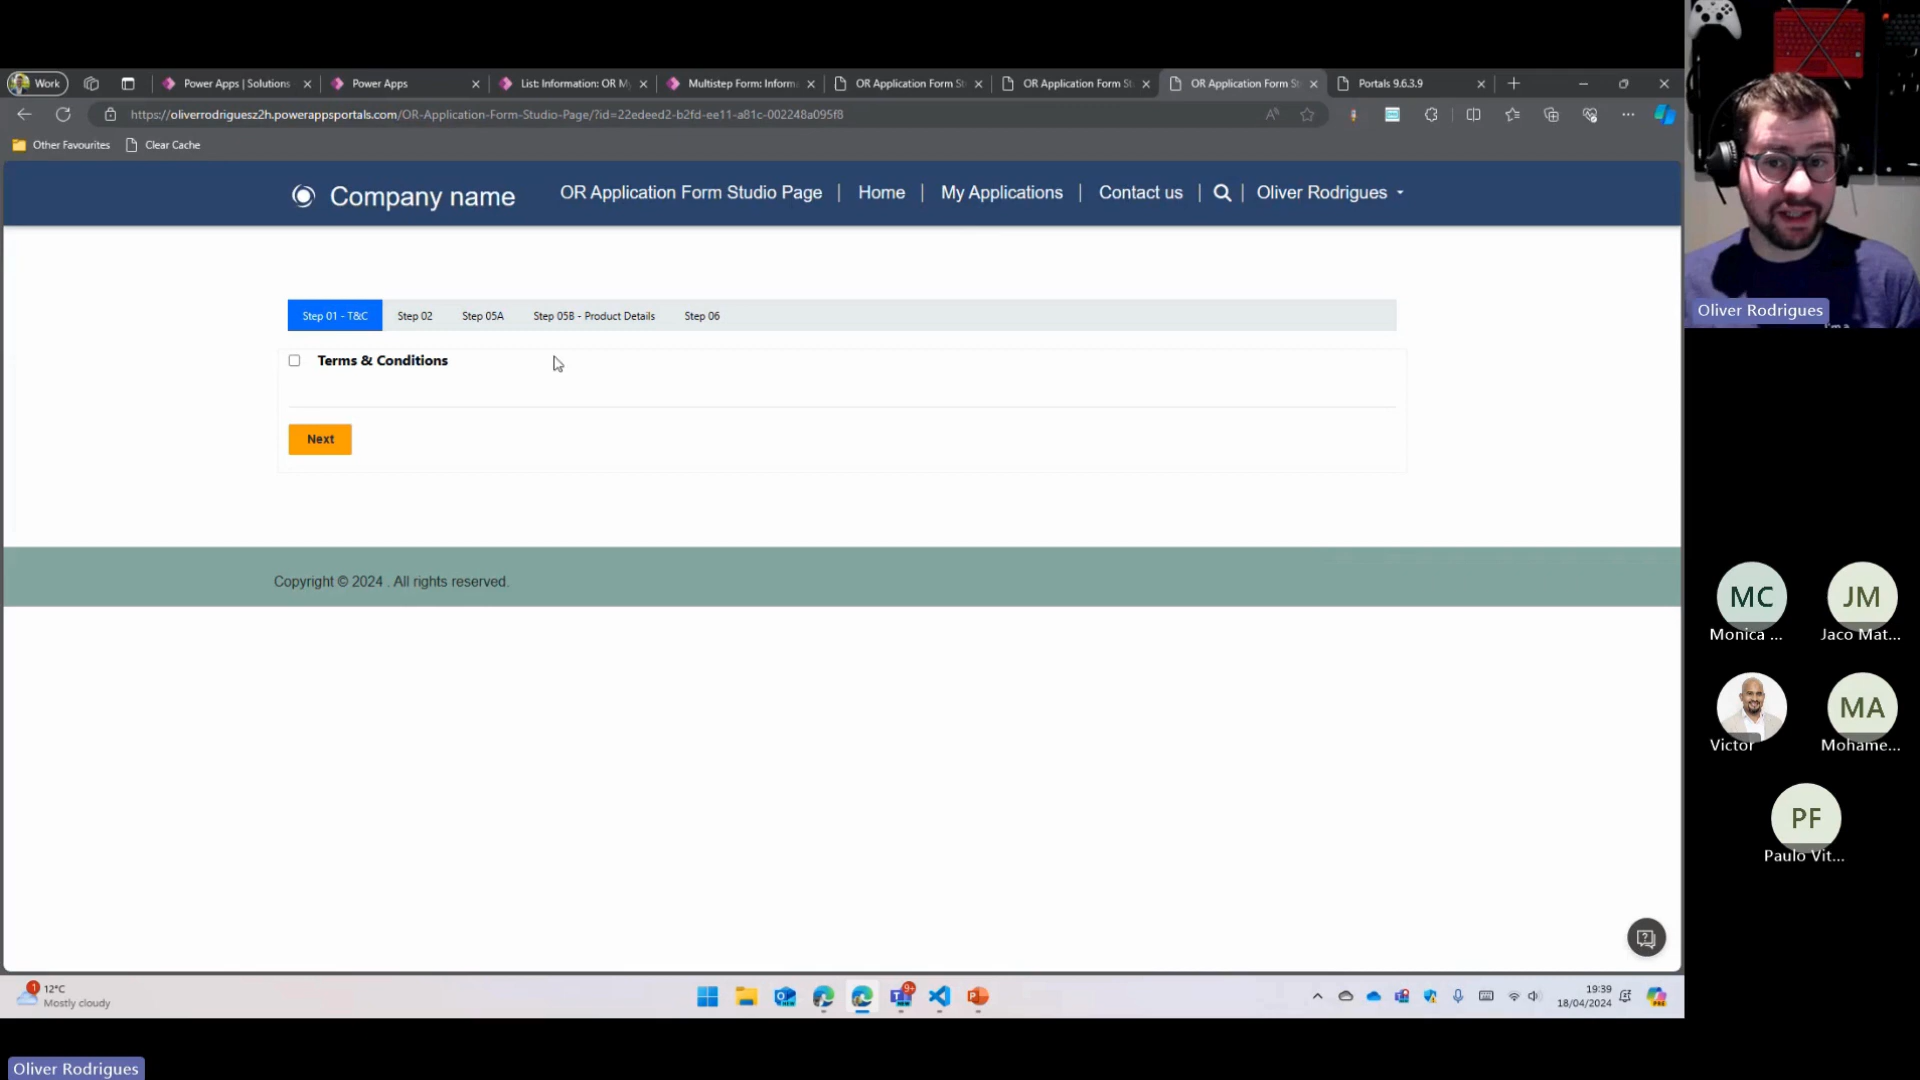 Work
Power Apps | Solutions
Power Apps
List: Information: OR M
Multistep Form: Inform
OR Application Form S
OR Application Form St
OR Application Form St
Portals 9.6.3.9
https://oliverrodriguesz2h.powerappsportals.com/OR-Application-Form-Studio-Page/?id=22edeed2-b2fd-ee11-a81c-002248a095f8
Other Favourites
Clear Cache
Company name
OR Application Form Studio Page
Home
My Applications
Contact us
Oliver Rodrigues
Step 01 - T&C
Step 02
Step 05A
Step 05B - Product Details
Step 06
Terms & Conditions
Next
Copyright © 2024 . All rights reserved.
Oliver Rodrigues
MC
Monica ...
JM
Jaco Mat...
Victor
MA
Mohame...
PF
Paulo Vit...
1
12°C
Mostly cloudy
9+
19:39
18/04/2024
Oliver Rodrigues